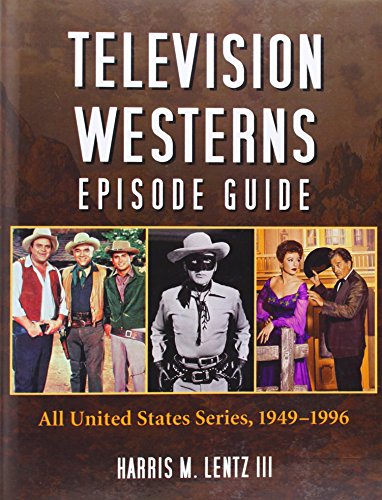 TELEVISION
WESTERNS
EPISODE GUIDE
All United States Series, 1949–1996
HARRIS M. LENTZ III